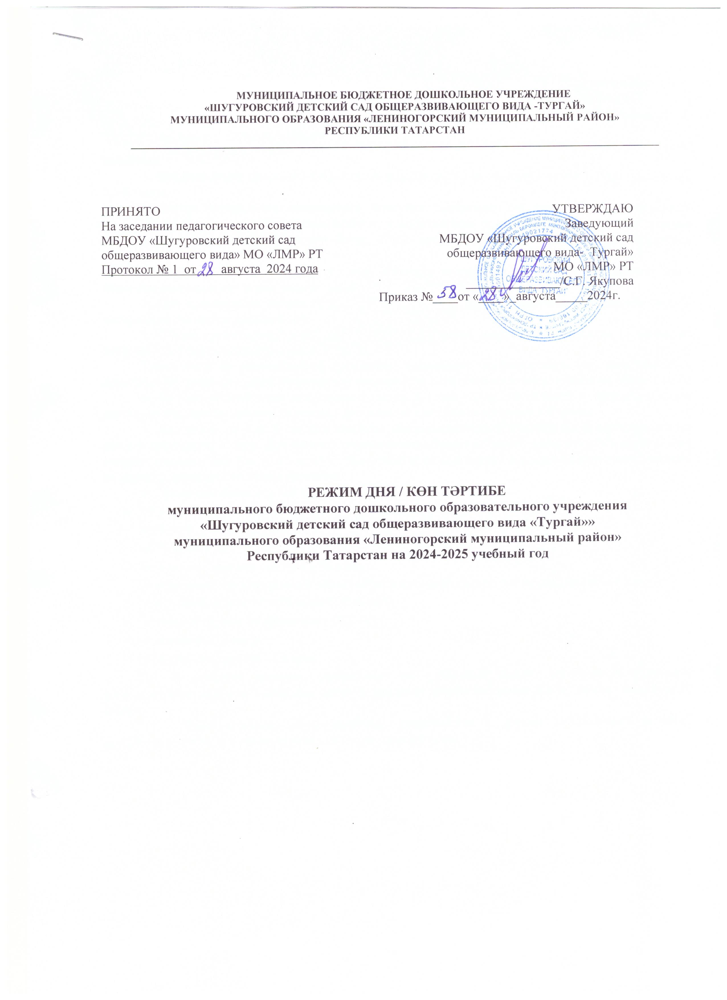 МУНИЦИПАЛЬНОЕ БЮДЖЕТНОЕ ДОШКОЛЬНОЕ УЧРЕЖДЕНИЕ
«ШУГУРОВСКИЙ ДЕТСКИЙ САД ОБЩЕРАЗВИВАЮЩЕГО ВИДА -ТУРГАЙ»
МУНИЦИПАЛЬНОГО ОБРАЗОВАНИЯ «ЛЕНИНОГОРСКИЙ МУНИЦИПАЛЬНЫЙ РАЙОН»
РЕСПУБЛИКИ ТАТАРСТАН
ПРИНЯТО
На заседании педагогического совета
МБДОУ «Шугуровский детский сад
общеразвивающего вида» МО «ЛМР» РТ
Протокол № 1 от 28 августа 2024 года
УТВЕРЖДАЮ
Заведующий
МБДОУ «Шугуровский детский сад
общеразвивающего вида- Тургай»
МО «ЛМР» РТ
/С.Г. Якупова
Приказ № 58 от «28» августа 2024г.
ШУГУРОВСКИЙ
ДЕТСКИЙ САД
ОБЩЕРАЗВИВАЮЩЕГО
ВИДА "ТУРГАЙ"
РЕЖИМ ДНЯ / КӨН ТӘРТИБЕ
муниципального бюджетного дошкольного образовательного учреждения
«Шугуровский детский сад общеразвивающего вида «Тургай»»
муниципального образования «Лениногорский муниципальный район»
Республики Татарстан на 2024-2025 учебный год